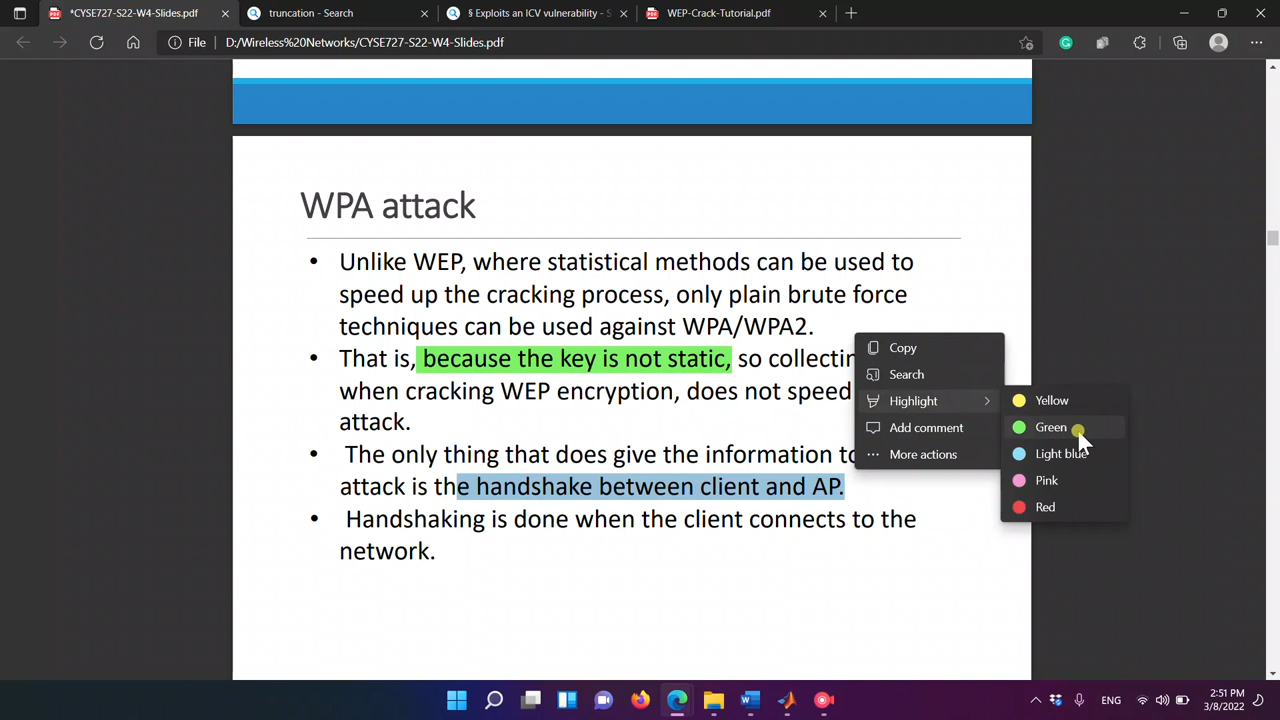 *CYSE727-S22-W4-Slides.pdf
truncation - Search
§ Exploits an ICV vulnerability - S
WEP-Crack-Tutorial.pdf
File
D:/Wireless%20Networks/CYSE727-S22-W4-Slides.pdf
WPA attack
• Unlike WEP, where statistical methods can be used to
speed up the cracking process, only plain brute force
techniques can be used against WPA/WPA2.
• That is, because the key is not static, so collectin
when cracking WEP encryption, does not speed
attack.
• The only thing that does give the information to
attack is the handshake between client and AP.
• Handshaking is done when the client connects to the
network.
Copy
Search
Highlight
Add comment
More actions
Yellow
Green
Light blue
Pink
Red
ENG
2:51 PM
3/8/2022